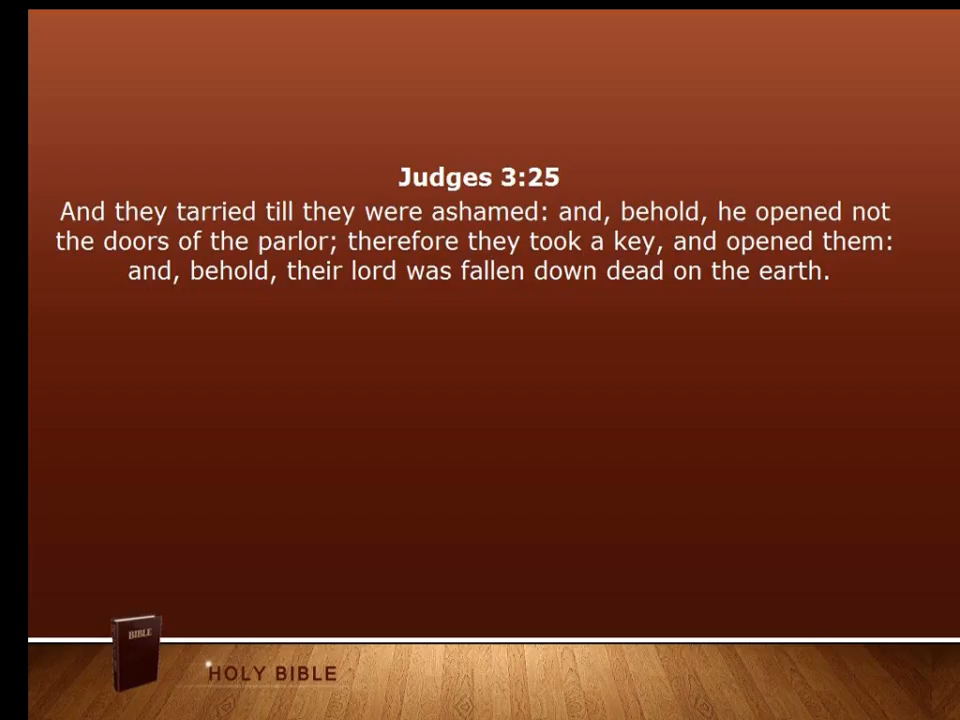 Judges 3:25
And they tarried till they were ashamed: and, behold, he opened not
the doors of the parlor; therefore they took a key, and opened them:
and, behold, their lord was fallen down dead on the earth.
BIBLE
HOLY BIBLE